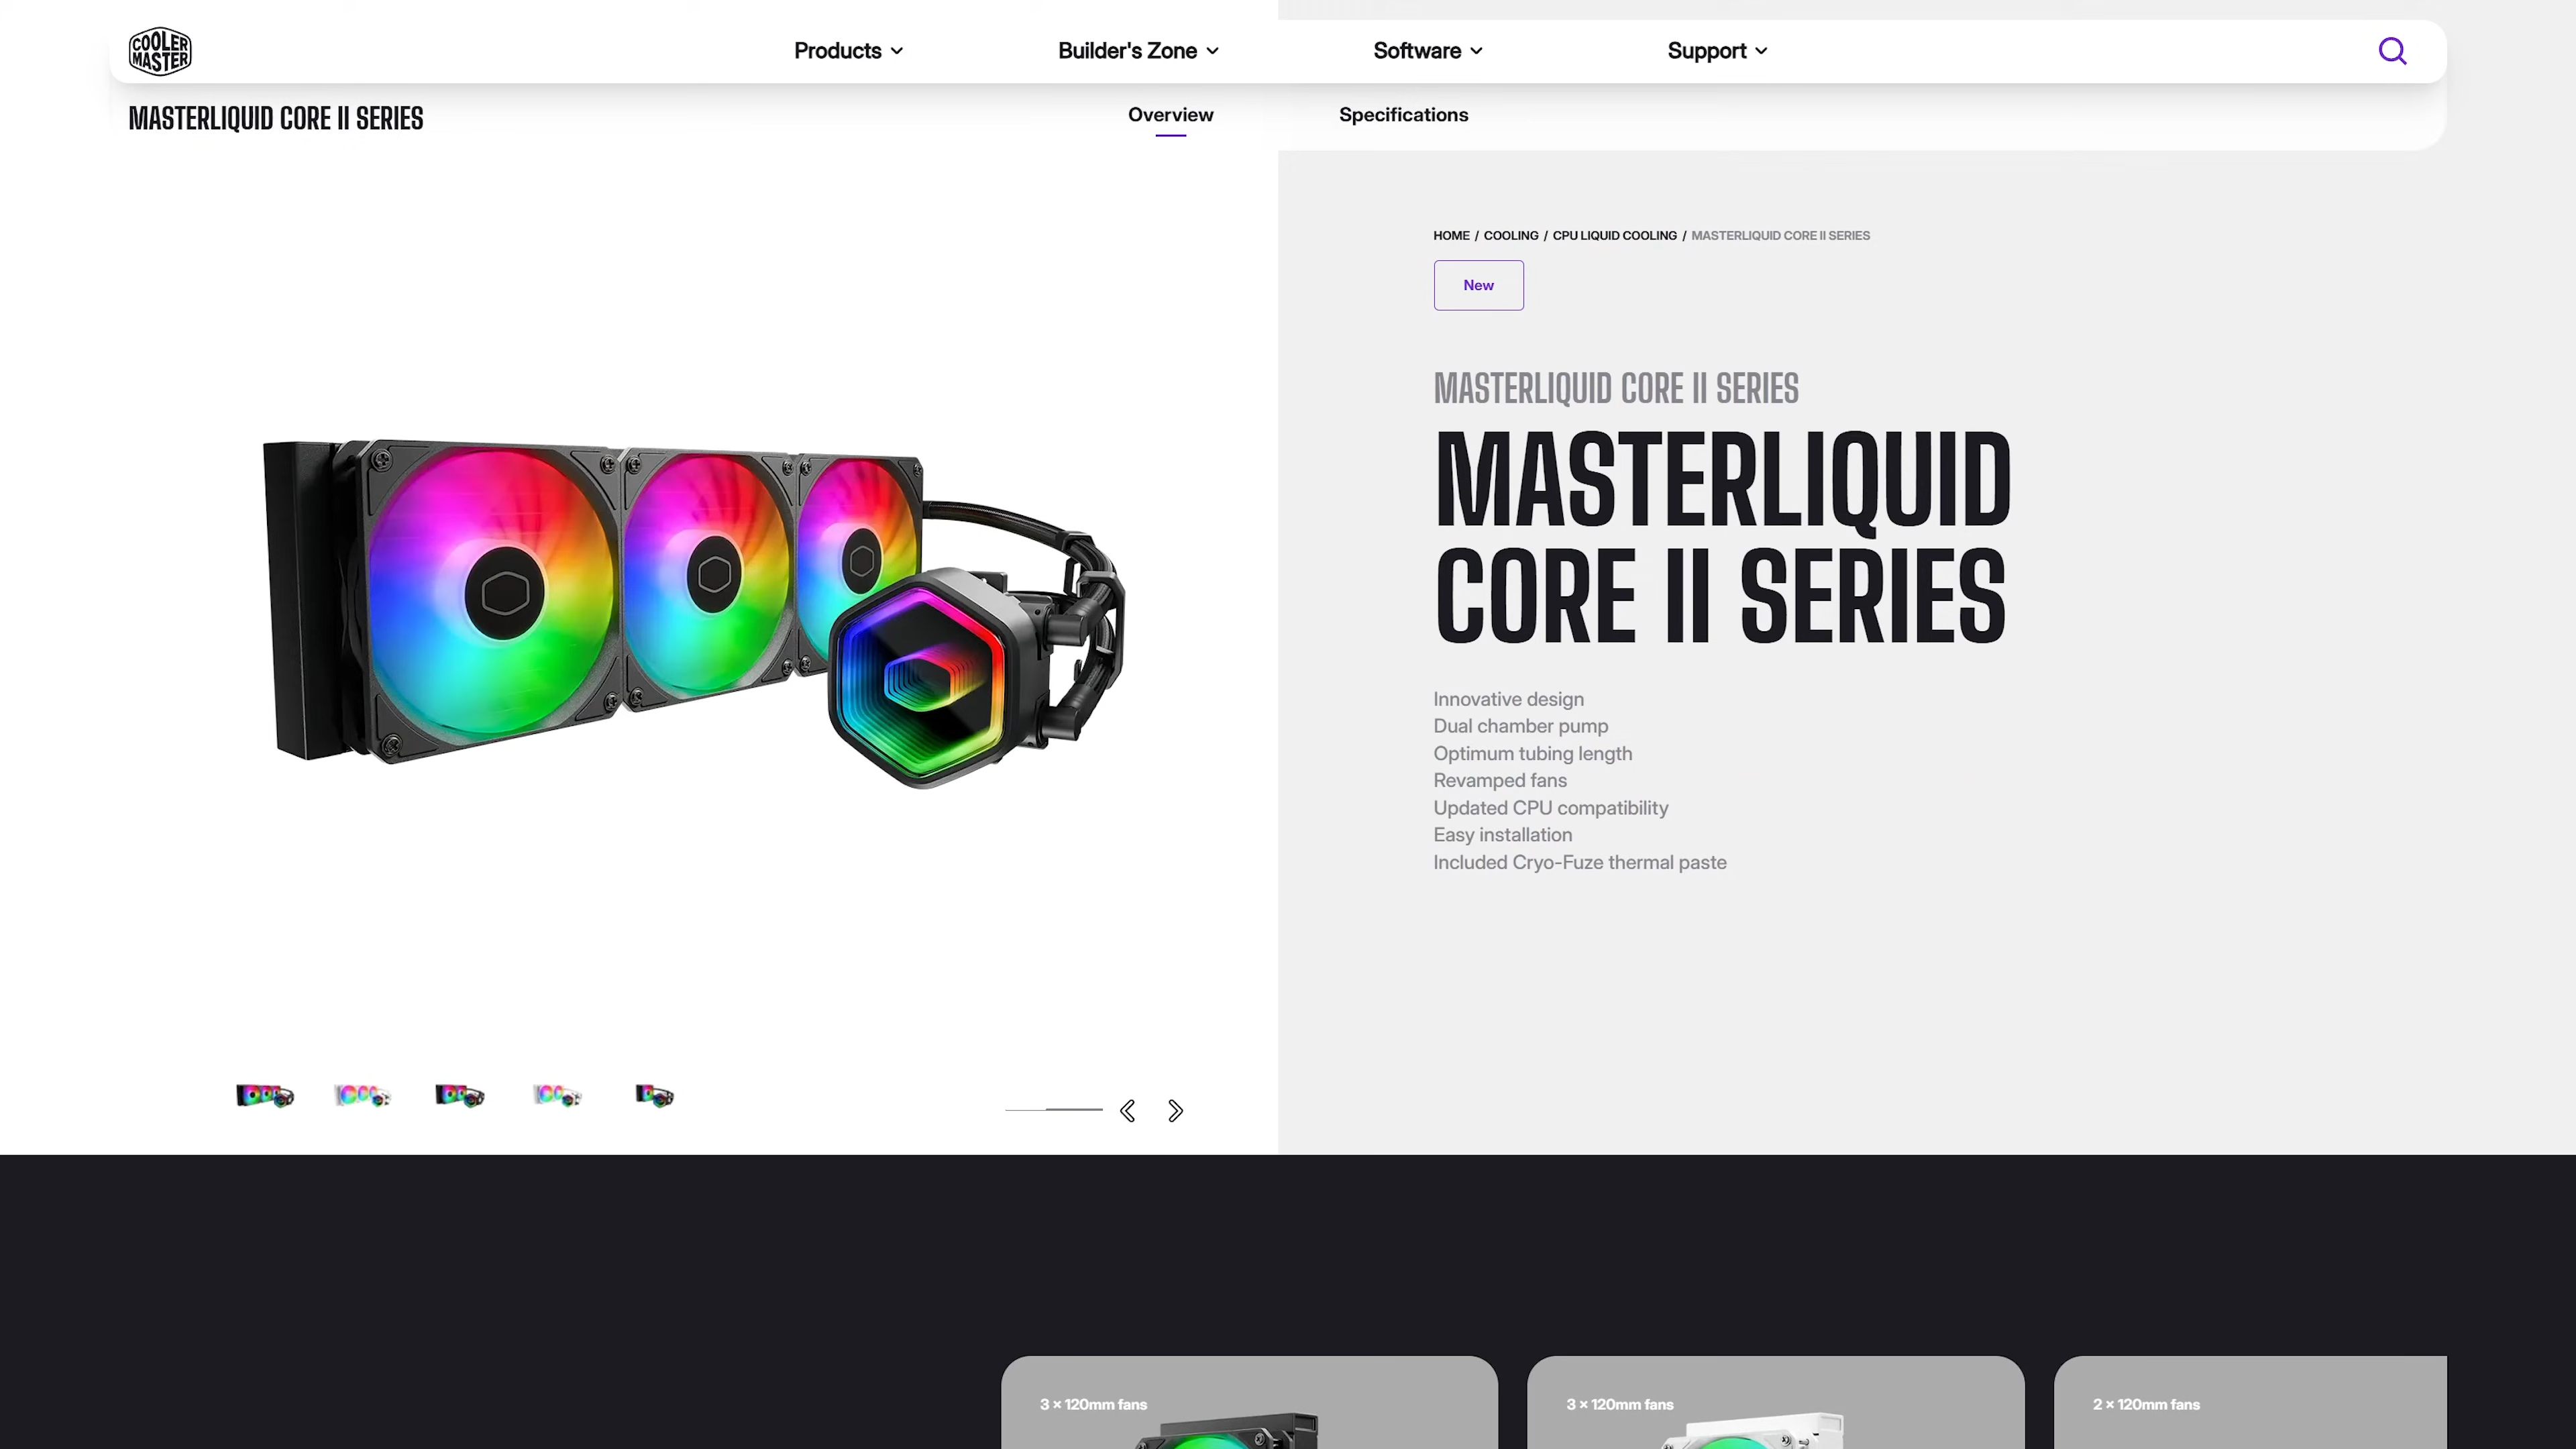 COOLER
MASTER
Products
Builder's Zone
Software
Support
MASTERLIQUID CORE II SERIES
Overview
Specifications
HOME / COOLING / CPU LIQUID COOLING / MASTERLIQUID CORE II SERIES
New
MASTERLIQUID CORE II SERIES
MASTERLIQUID
CORE II SERIES
Innovative design
Dual chamber pump
Optimum tubing length
Revamped fans
Updated CPU compatibility
Easy installation
Included Cryo-Fuze thermal paste
3 × 120mm fans
3 × 120mm fans
2 × 120mm fans